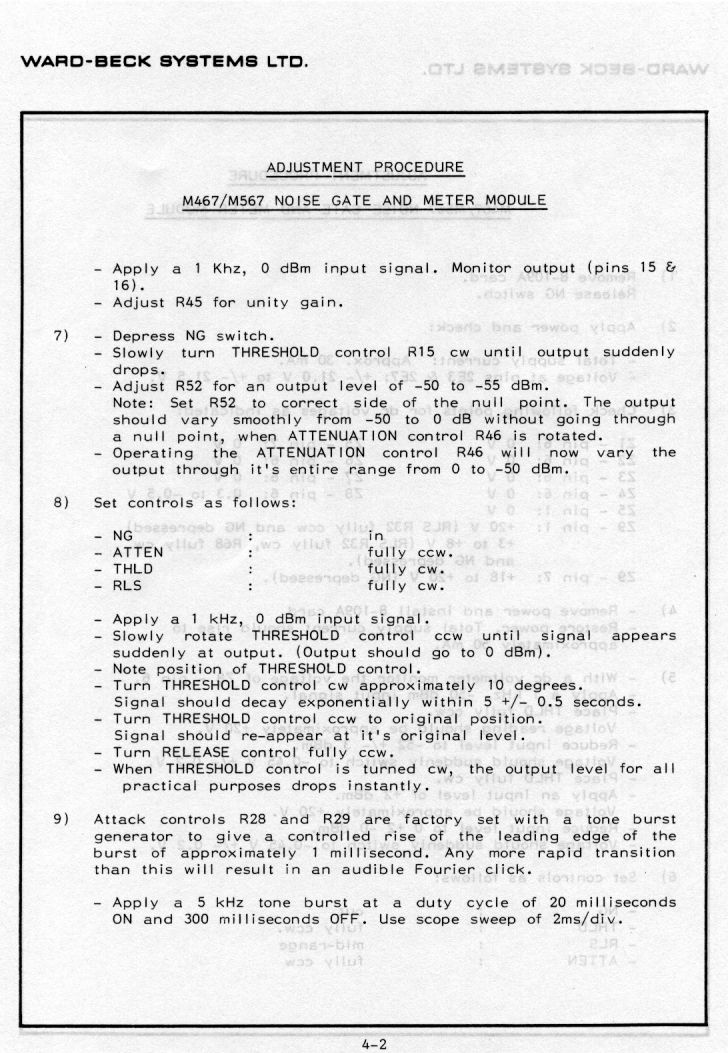 WARD-BECK SYSTEMS LTD.
ADJUSTMENT PROCEDURE
M467/M567 NOISE GATE AND METER MODULE
- Apply a 1 Khz, 0 dBm input signal. Monitor output (pins 15 &
16).
- Adjust R45 for unity gain.
7) - Depress NG switch.
- Slowly turn THRESHOLD control R15 cw until output suddenly
drops.
- Adjust R52 for an output level of -50 to -55 dBm.
Note: Set R52 to correct side of the null point. The output
should vary smoothly from -50 to 0 dB without going through
a null point, when ATTENUATION control R46 is rotated.
- Operating the ATTENUATION control R46 will now vary the
output through it's entire range from 0 to -50 dBm.
8) Set controls as follows:
- NG : in
- ATTEN : fully ccw.
- THLD : fully cw.
- RLS : fully cw.
- Apply a 1 kHz, 0 dBm input signal.
- Slowly rotate THRESHOLD control ccw until signal appears
suddenly at output. (Output should go to 0 dBm).
- Note position of THRESHOLD control.
- Turn THRESHOLD control cw approximately 10 degrees.
Signal should decay exponentially within 5 +/- 0.5 seconds.
- Turn THRESHOLD control ccw to original position.
Signal should re-appear at it's original level.
- Turn RELEASE control fully ccw.
- When THRESHOLD control is turned cw, the output level for all
practical purposes drops instantly.
9) Attack controls R28 and R29 are factory set with a tone burst
generator to give a controlled rise of the leading edge of the
burst of approximately 1 millisecond. Any more rapid transition
than this will result in an audible Fourier click.
- Apply a 5 kHz tone burst at a duty cycle of 20 milliseconds
ON and 300 milliseconds OFF. Use scope sweep of 2ms/div.
4-2